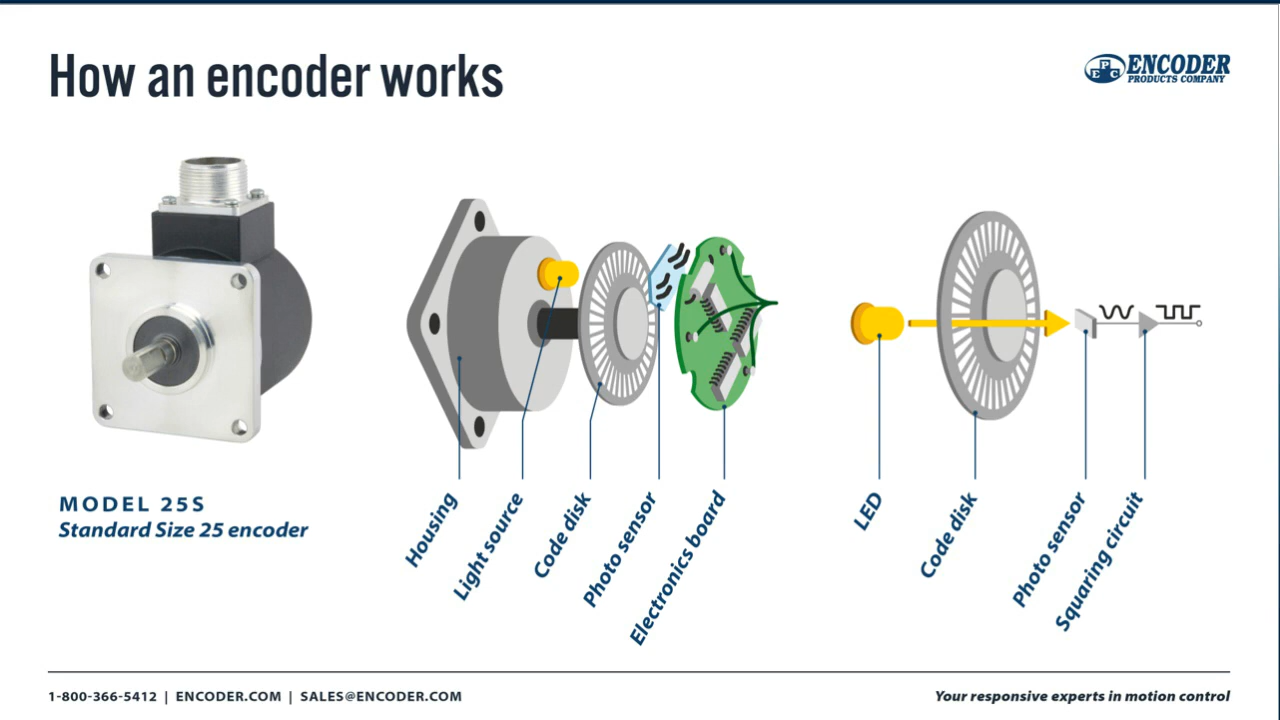 How an encoder works
EPC
ENCODER
PRODUCTS COMPANY
MODEL 25S
Standard Size 25 encoder
Housing
Light source
Code disk
Photo sensor
Electronics board
LED
Code disk
Photo sensor
Squaring circuit
1-800-366-5412 | ENCODER.COM | SALES@ENCODER.COM
Your responsive experts in motion control